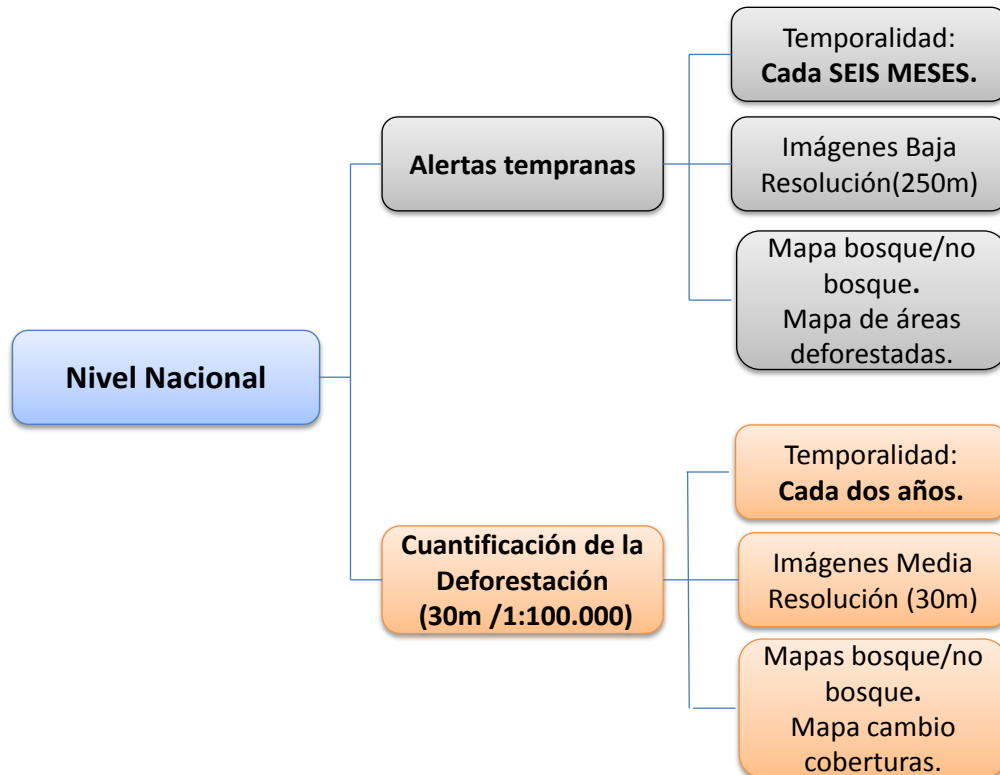 Nivel Nacional
Alertas tempranas
Temporalidad:
Cada SEIS MESES.
Imágenes Baja
Resolución(250m)
Mapa bosque/no
bosque.
Mapa de áreas
deforestadas.
Cuantificación de la
Deforestación
(30m /1:100.000)
Temporalidad:
Cada dos años.
Imágenes Media
Resolución (30m)
Mapas bosque/no
bosque.
Mapa cambio
coberturas.